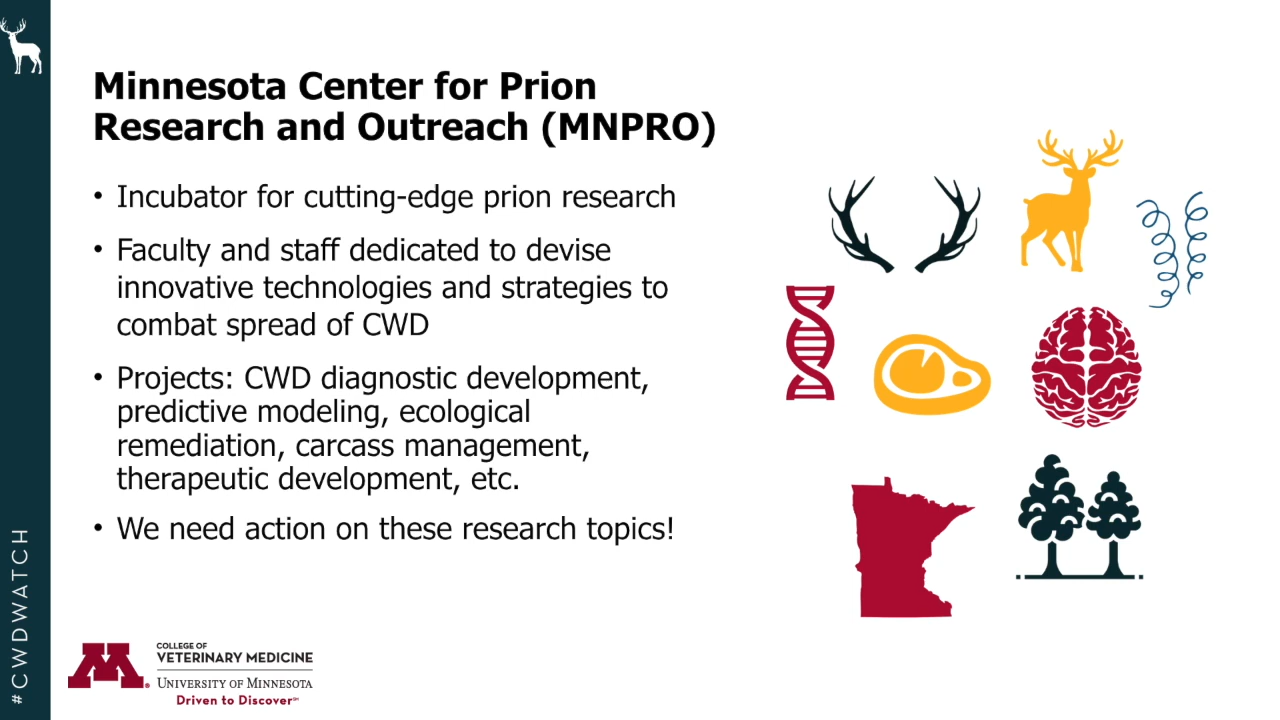 Minnesota Center for Prion
Research and Outreach (MNPRO)
• Incubator for cutting-edge prion research
• Faculty and staff dedicated to devise
innovative technologies and strategies to
combat spread of CWD
• Projects: CWD diagnostic development,
predictive modeling, ecological
remediation, carcass management,
therapeutic development, etc.
• We need action on these research topics!
#CWDWATCH
M
COLLEGE OF
VETERINARY MEDICINE
UNIVERSITY OF MINNESOTA
Driven to Discover℠